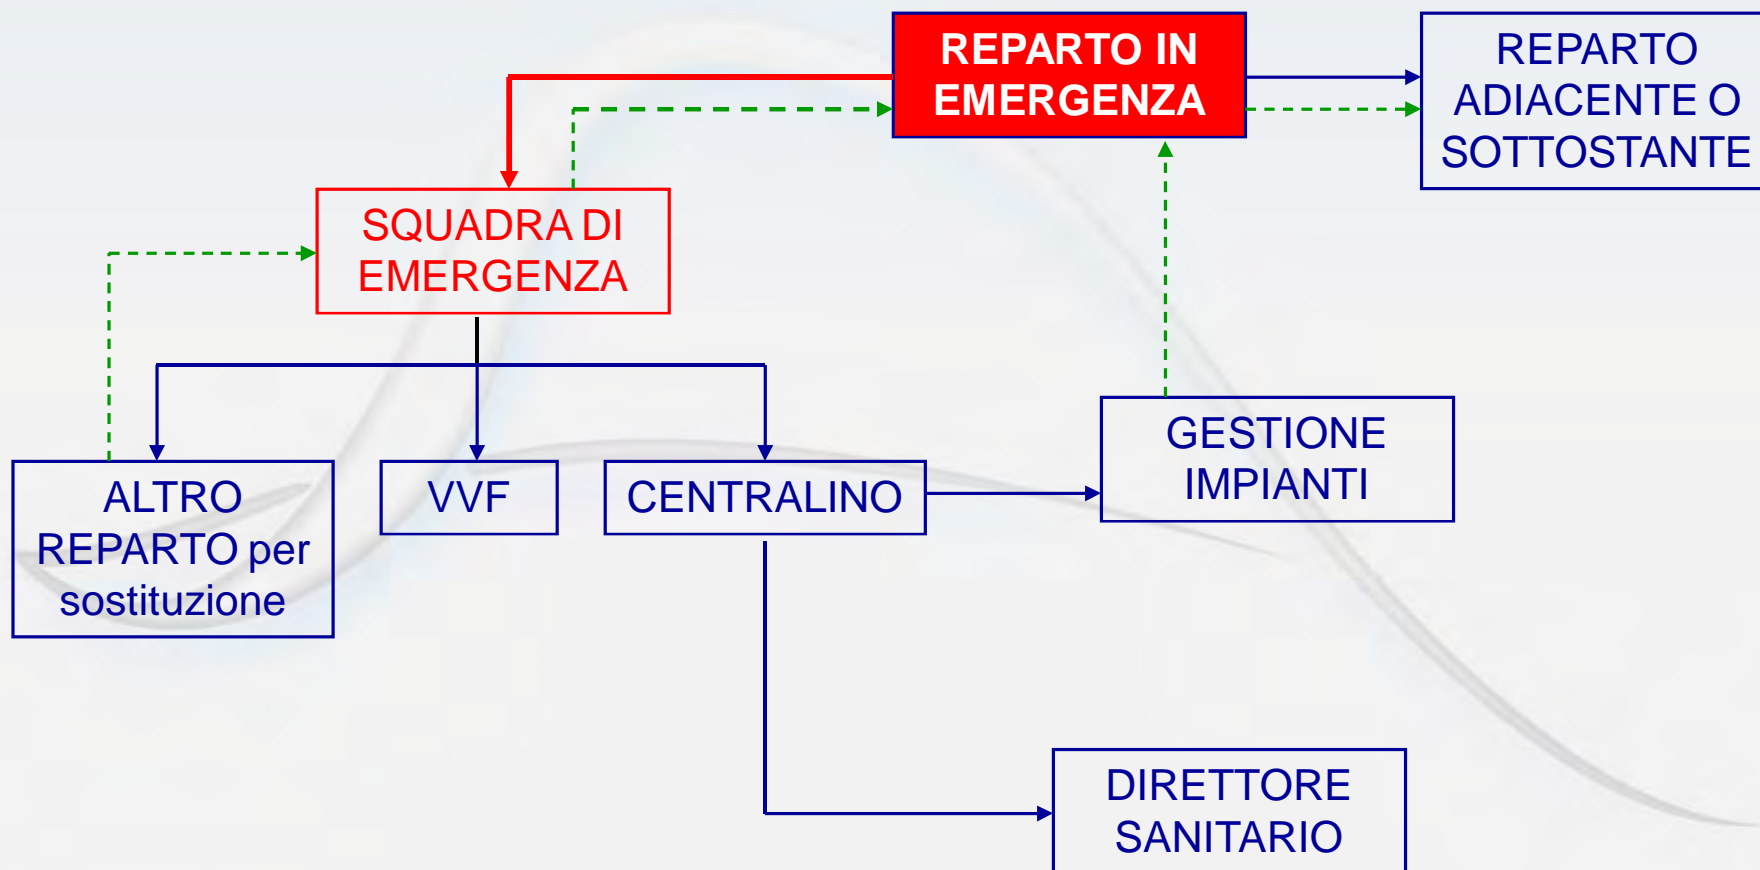 REPARTO IN
EMERGENZA
REPARTO
ADIACENTE O
SOTTOSTANTE
SQUADRA DI
EMERGENZA
ALTRO
REPARTO per
sostituzione
VVF
CENTRALINO
GESTIONE
IMPIANTI
DIRETTORE
SANITARIO